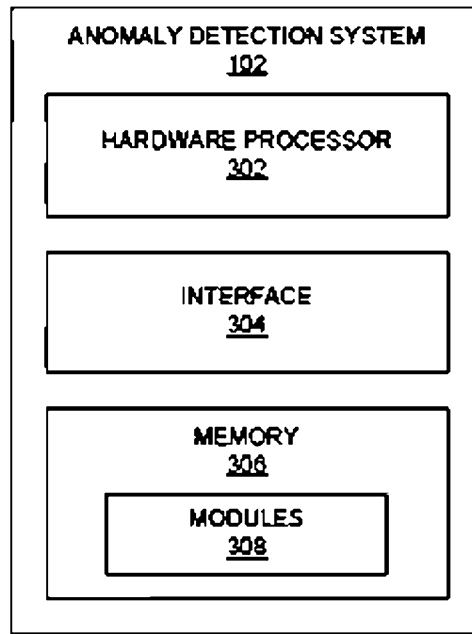 ANOMALY DETECTION SYSTEM
102
HARDWARE PROCESSOR
302
INTERFACE
304
MEMORY
306
MODULES
308